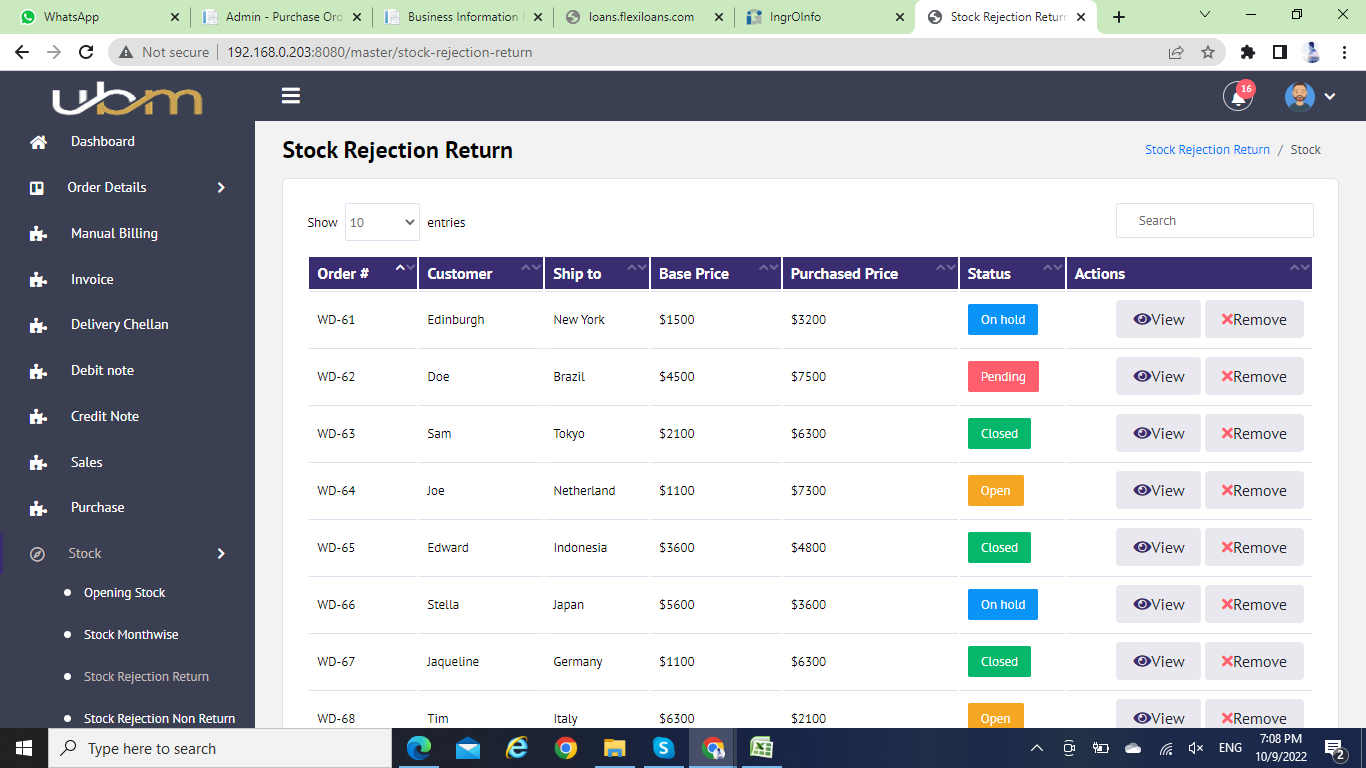 WhatsApp
Admin - Purchase Ord
Business Information
loans.flexiloans.com
IngrOInfo
Stock Rejection Return
Not secure
192.168.0.203:8080/master/stock-rejection-return
ubm
16
Dashboard
Order Details
Manual Billing
Invoice
Delivery Chellan
Debit note
Credit Note
Sales
Purchase
Stock
Opening Stock
Stock Monthwise
Stock Rejection Return
Stock Rejection Non Return
Stock Rejection Return
Stock Rejection Return / Stock
Show 10 entries
Search
Order # Customer Ship to Base Price Purchased Price Status Actions
WD-61 Edinburgh New York $1500 $3200 On hold View Remove
WD-62 Doe Brazil $4500 $7500 Pending View Remove
WD-63 Sam Tokyo $2100 $6300 Closed View Remove
WD-64 Joe Netherland $1100 $7300 Open View Remove
WD-65 Edward Indonesia $3600 $4800 Closed View Remove
WD-66 Stella Japan $5600 $3600 On hold View Remove
WD-67 Jaqueline Germany $1100 $6300 Closed View Remove
WD-68 Tim Italy $6300 $2100 Open View Remove
Type here to search
ENG
7:08 PM
10/9/2022
2